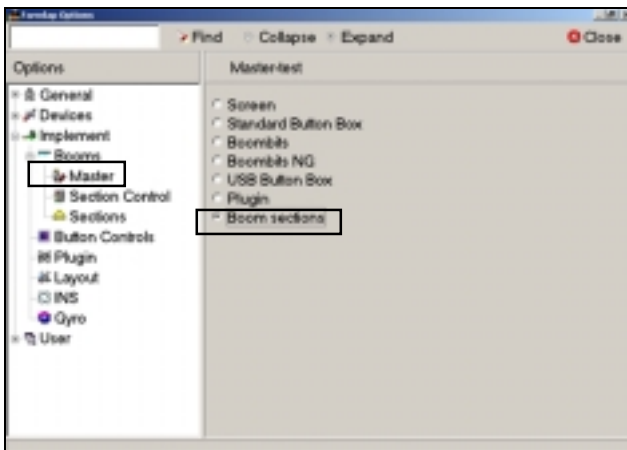 Farmlap Options
Find Collapse Expand Close
Options
Master-test
General
Devices
Implement
Booms
Master
Section Control
Sections
Button Controls
Plugin
Layout
INS
Gyro
User
Screen
Standard Button Box
Boombits
Boombits NG
USB Button Box
Plugin
Boom sections